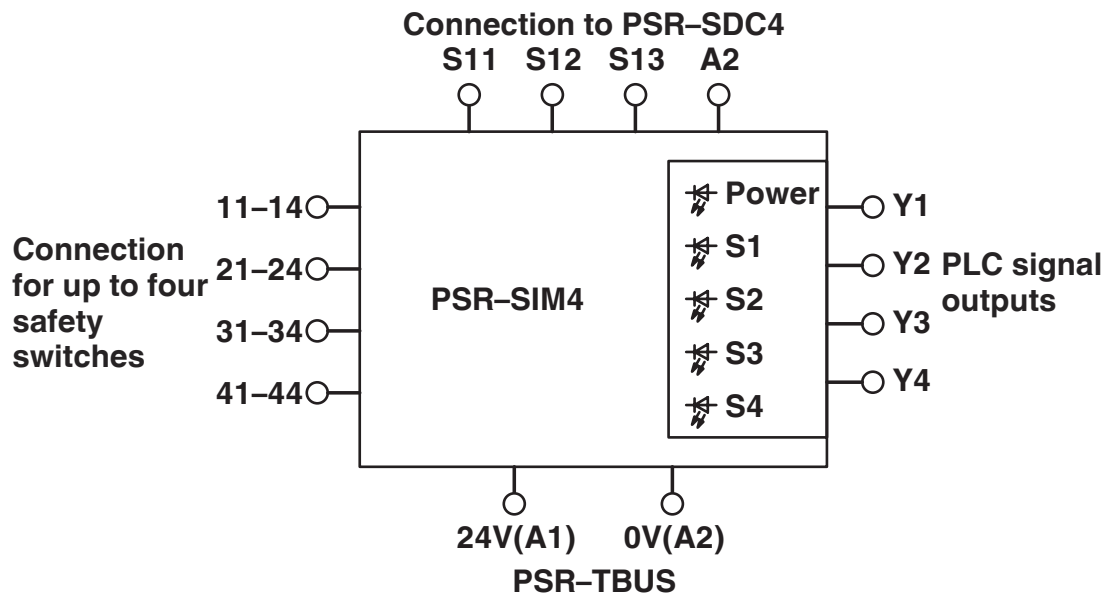 Connection to PSR–SDC4
S11 S12 S13 A2
11–14
21–24
31–34
41–44
Connection
for up to four
safety
switches
PSR–SIM4
Power
S1
S2
S3
S4
Y1
Y2
Y3
Y4
PLC signal
outputs
24V(A1) 0V(A2)
PSR–TBUS